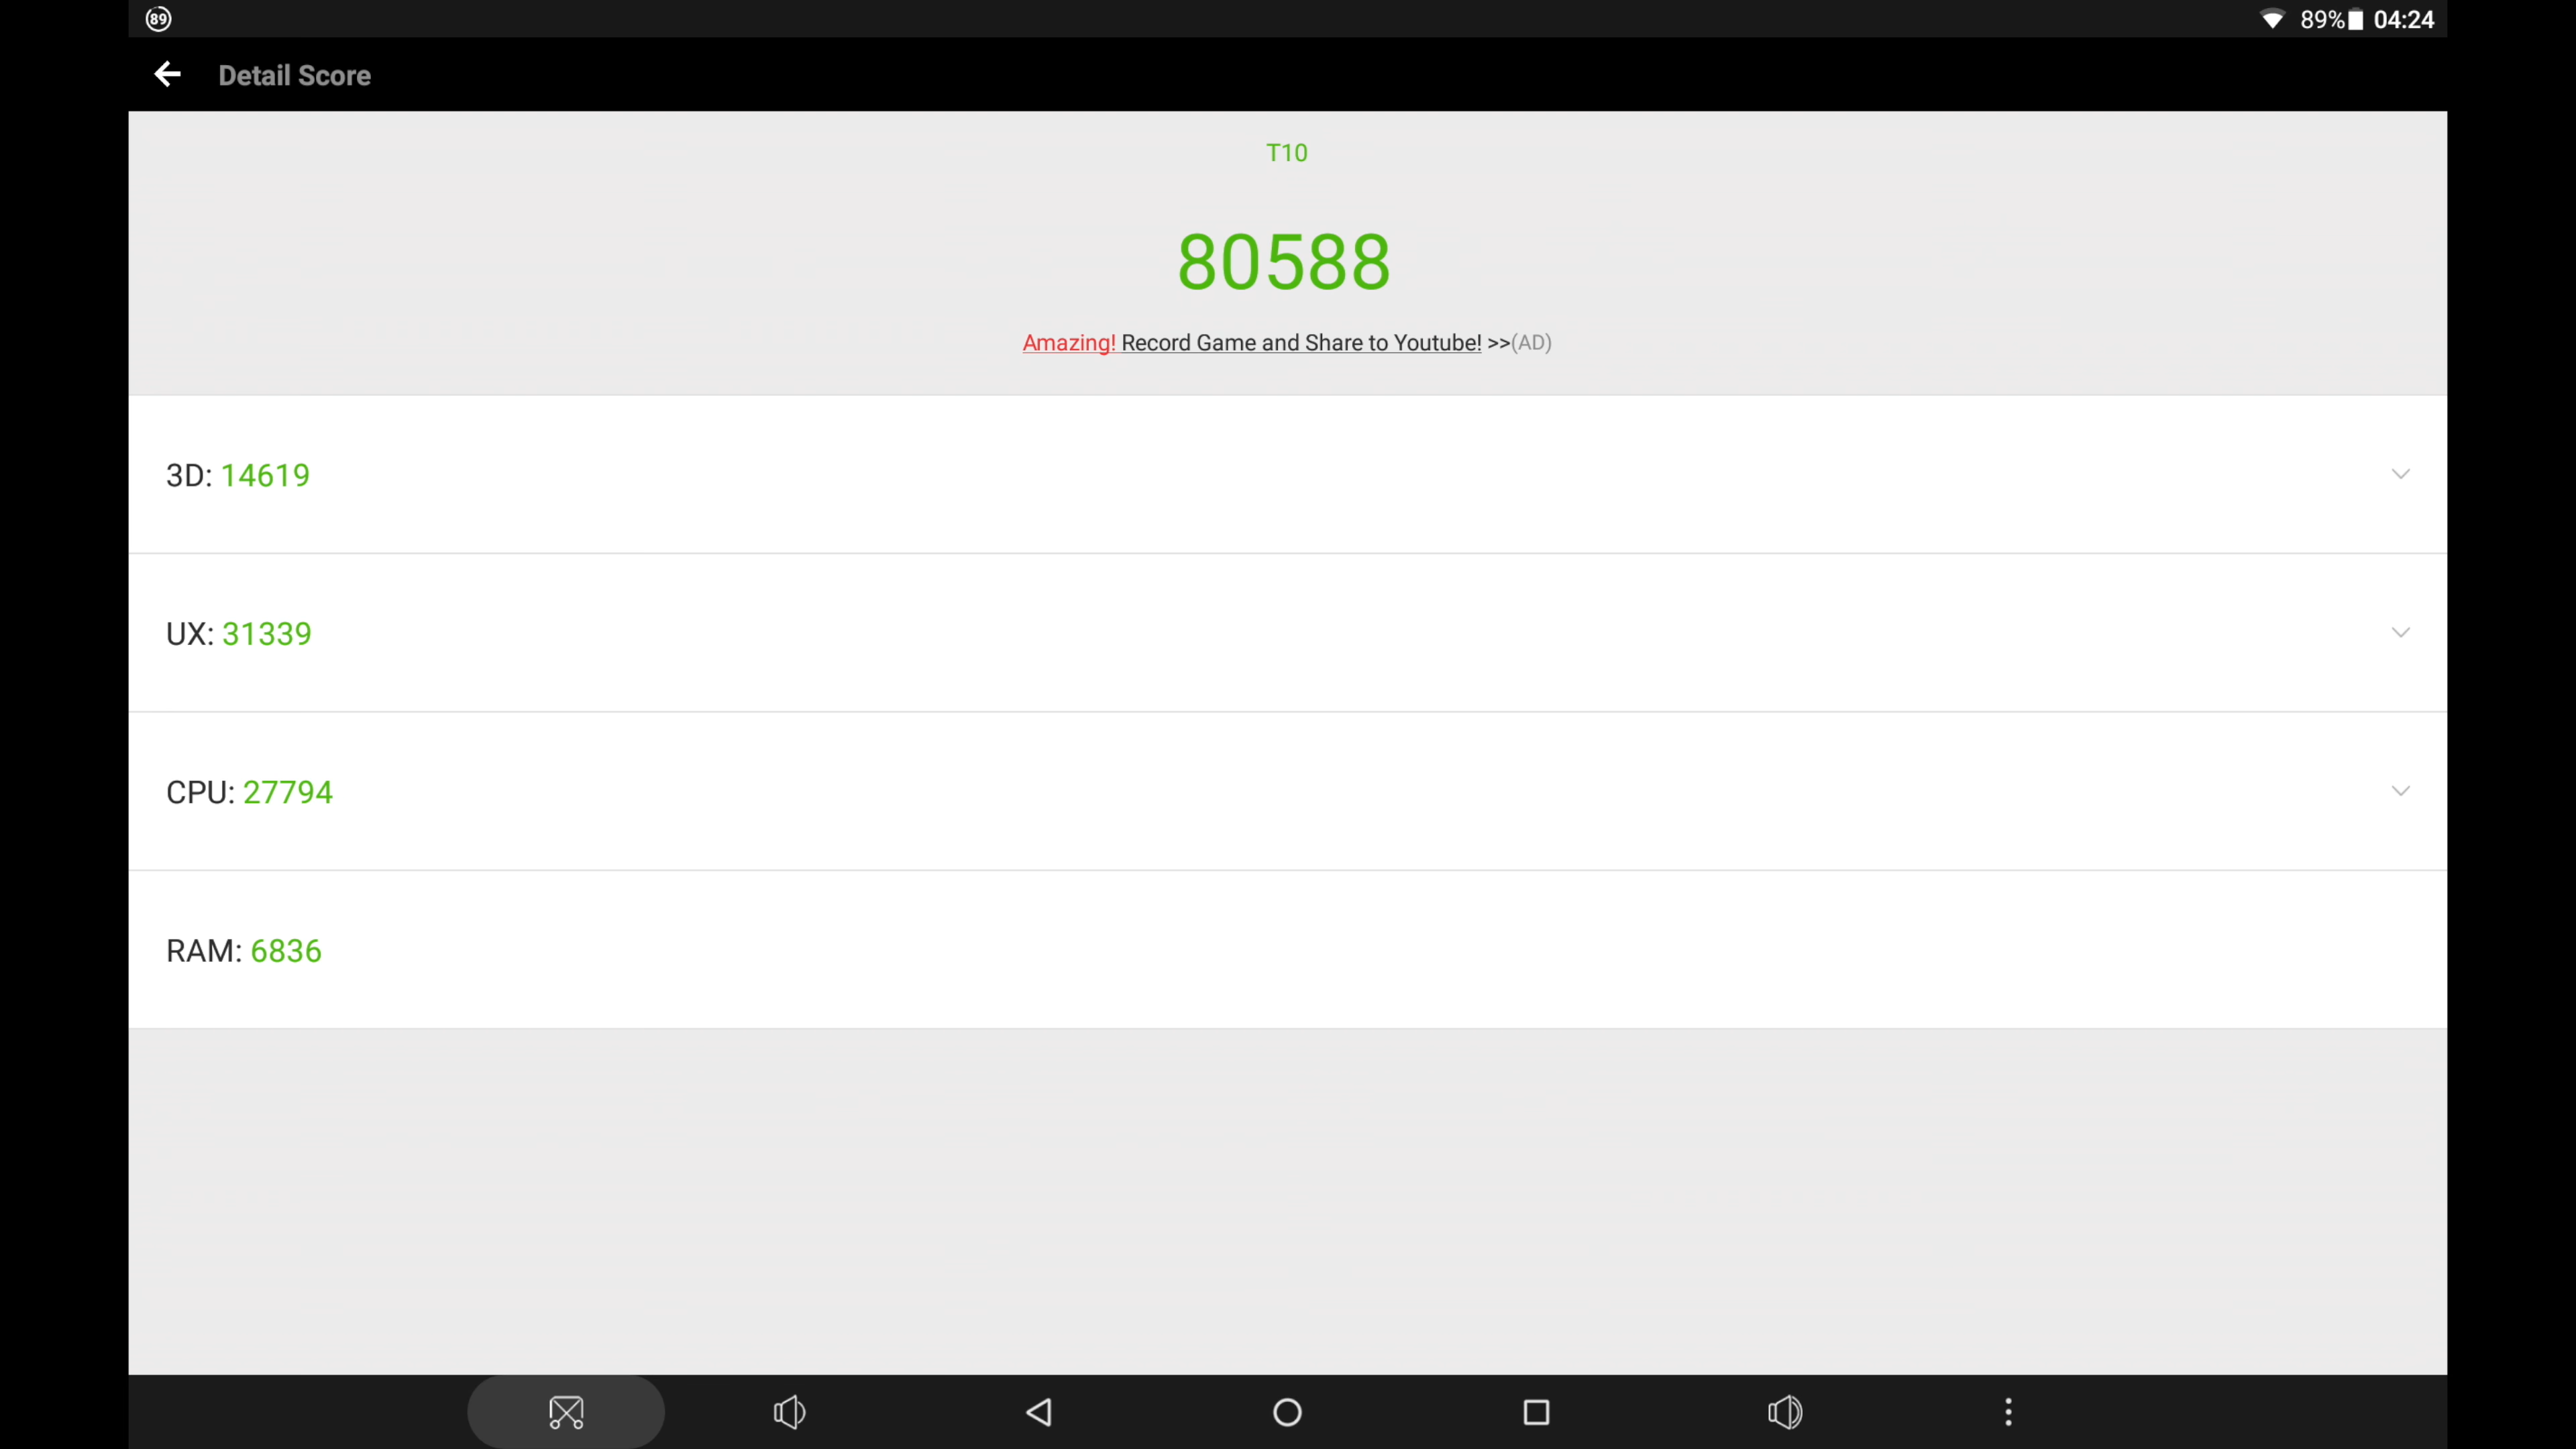 89 89% 04:24
Detail Score
T10
80588
Amazing! Record Game and Share to Youtube! >>(AD)
3D: 14619
UX: 31339
CPU: 27794
RAM: 6836